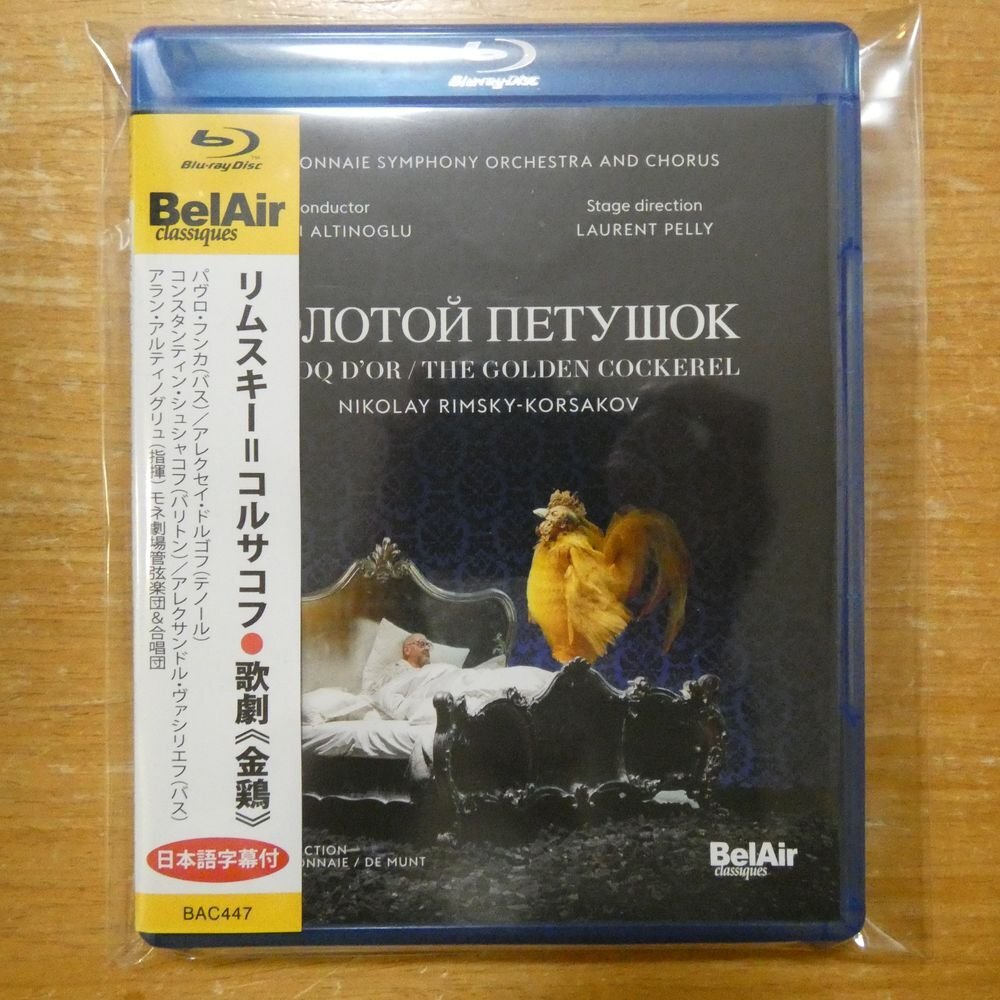 Blu-ray Disc
Blu-ray Disc™
BelAir
classiques
リムスキー＝コルサコフ●歌劇《金鶏》
パヴロ・フンカ(バス)／アレクセイ・ドルゴフ(テノール)
コンスタンティン・シュシャコフ(バリトン)／アレクサンドル・ヴァシリエフ(バス)
アラン・アルティノグリュ(指揮) モネ劇場管弦楽団&合唱団
日本語字幕付
BAC447
ONNAIE SYMPHONY ORCHESTRA AND CHORUS
onductor
I ALTINOGLU
Stage direction
LAURENT PELLY
ЛОТОЙ ПЕТУШОК
OQ D'OR / THE GOLDEN COCKEREL
NIKOLAY RIMSKY-KORSAKOV
CTION
ONNAIE / DE MUNT
BelAir
classiques